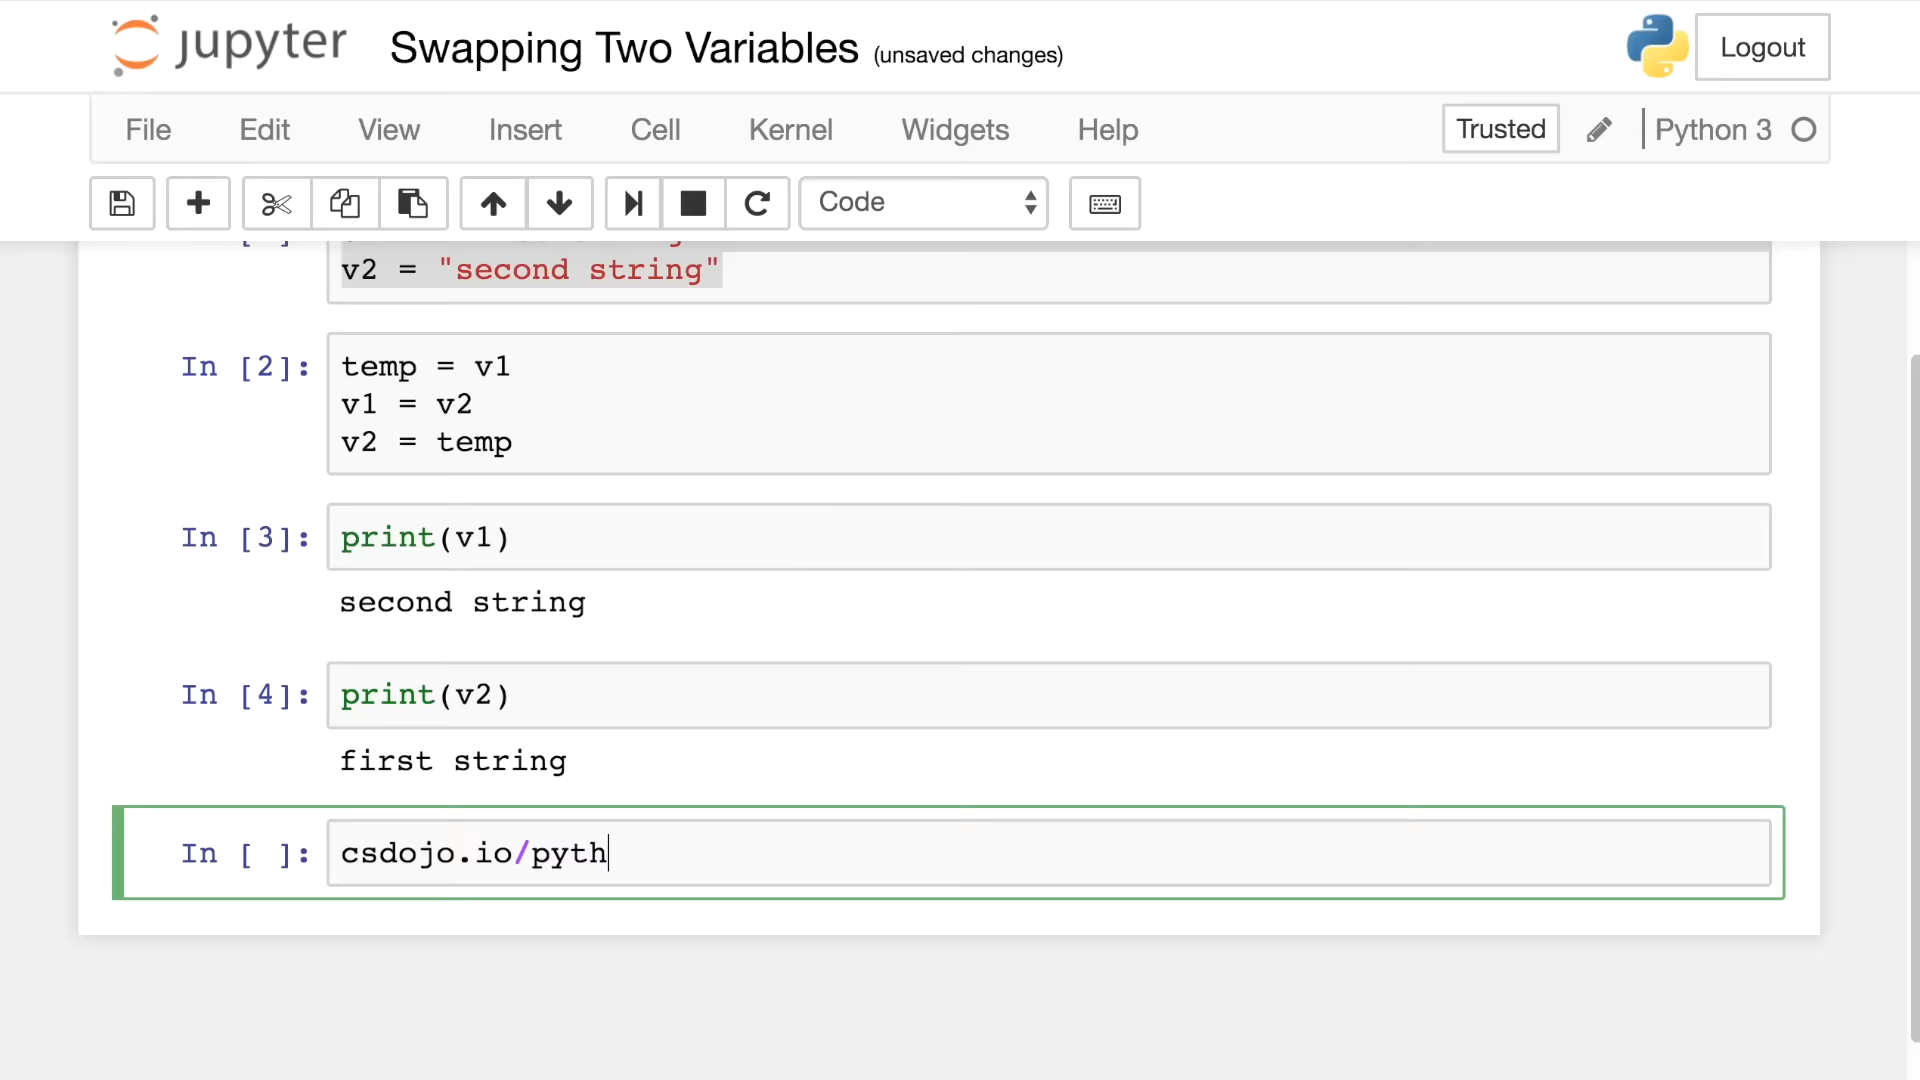 jupyter Swapping Two Variables (unsaved changes) Logout
File Edit View Insert Cell Kernel Widgets Help Trusted Python 3
Code
v2 = "second string"
In [2]: temp = v1
v1 = v2
v2 = temp
In [3]: print(v1)
second string
In [4]: print(v2)
first string
In [ ]: csdojo.io/pyth